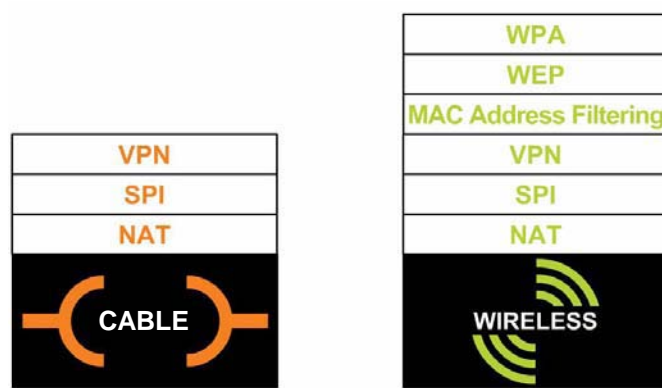 VPN
SPI
NAT
CABLE
WPA
WEP
MAC Address Filtering
VPN
SPI
NAT
WIRELESS